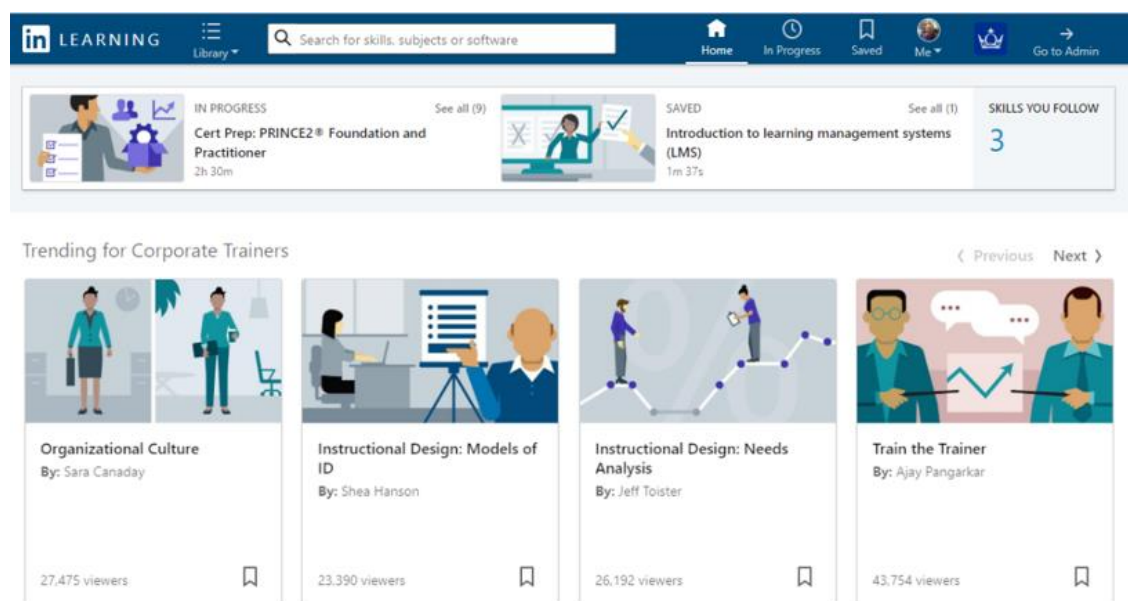 in LEARNING
Library
Search for skills, subjects or software
Home
In Progress
Saved
Me
Go to Admin
IN PROGRESS
See all (9)
Cert Prep: PRINCE2® Foundation and
Practitioner
2h 30m
SAVED
See all (1)
Introduction to learning management systems
(LMS)
1m 37s
SKILLS YOU FOLLOW
3
Trending for Corporate Trainers
Previous
Next
Organizational Culture
By: Sara Canaday
27,475 viewers
Instructional Design: Models of
ID
By: Shea Hanson
23,390 viewers
Instructional Design: Needs
Analysis
By: Jeff Toister
26,192 viewers
Train the Trainer
By: Ajay Pangarkar
43,754 viewers